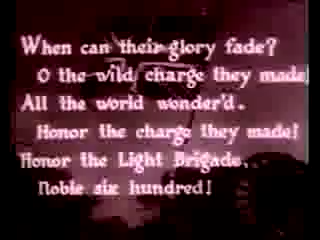 When can their glory fade?
O the wild charge they made
All the world wonder'd.
Honor the charge they made!
Honor the Light Brigade,
Noble six hundred!